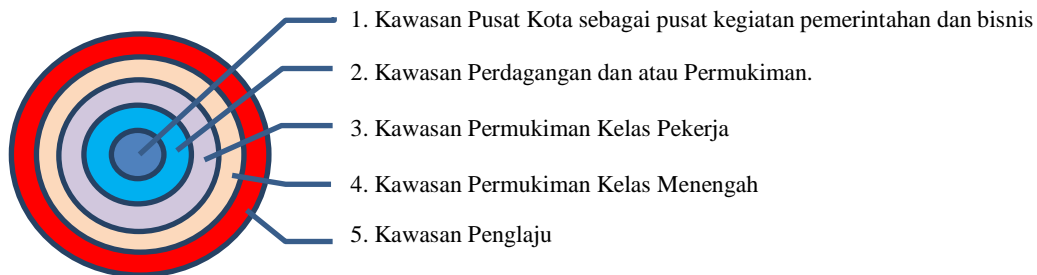 1. Kawasan Pusat Kota sebagai pusat kegiatan pemerintahan dan bisnis
2. Kawasan Perdagangan dan atau Permukiman.
3. Kawasan Permukiman Kelas Pekerja
4. Kawasan Permukiman Kelas Menengah
5. Kawasan Penglaju